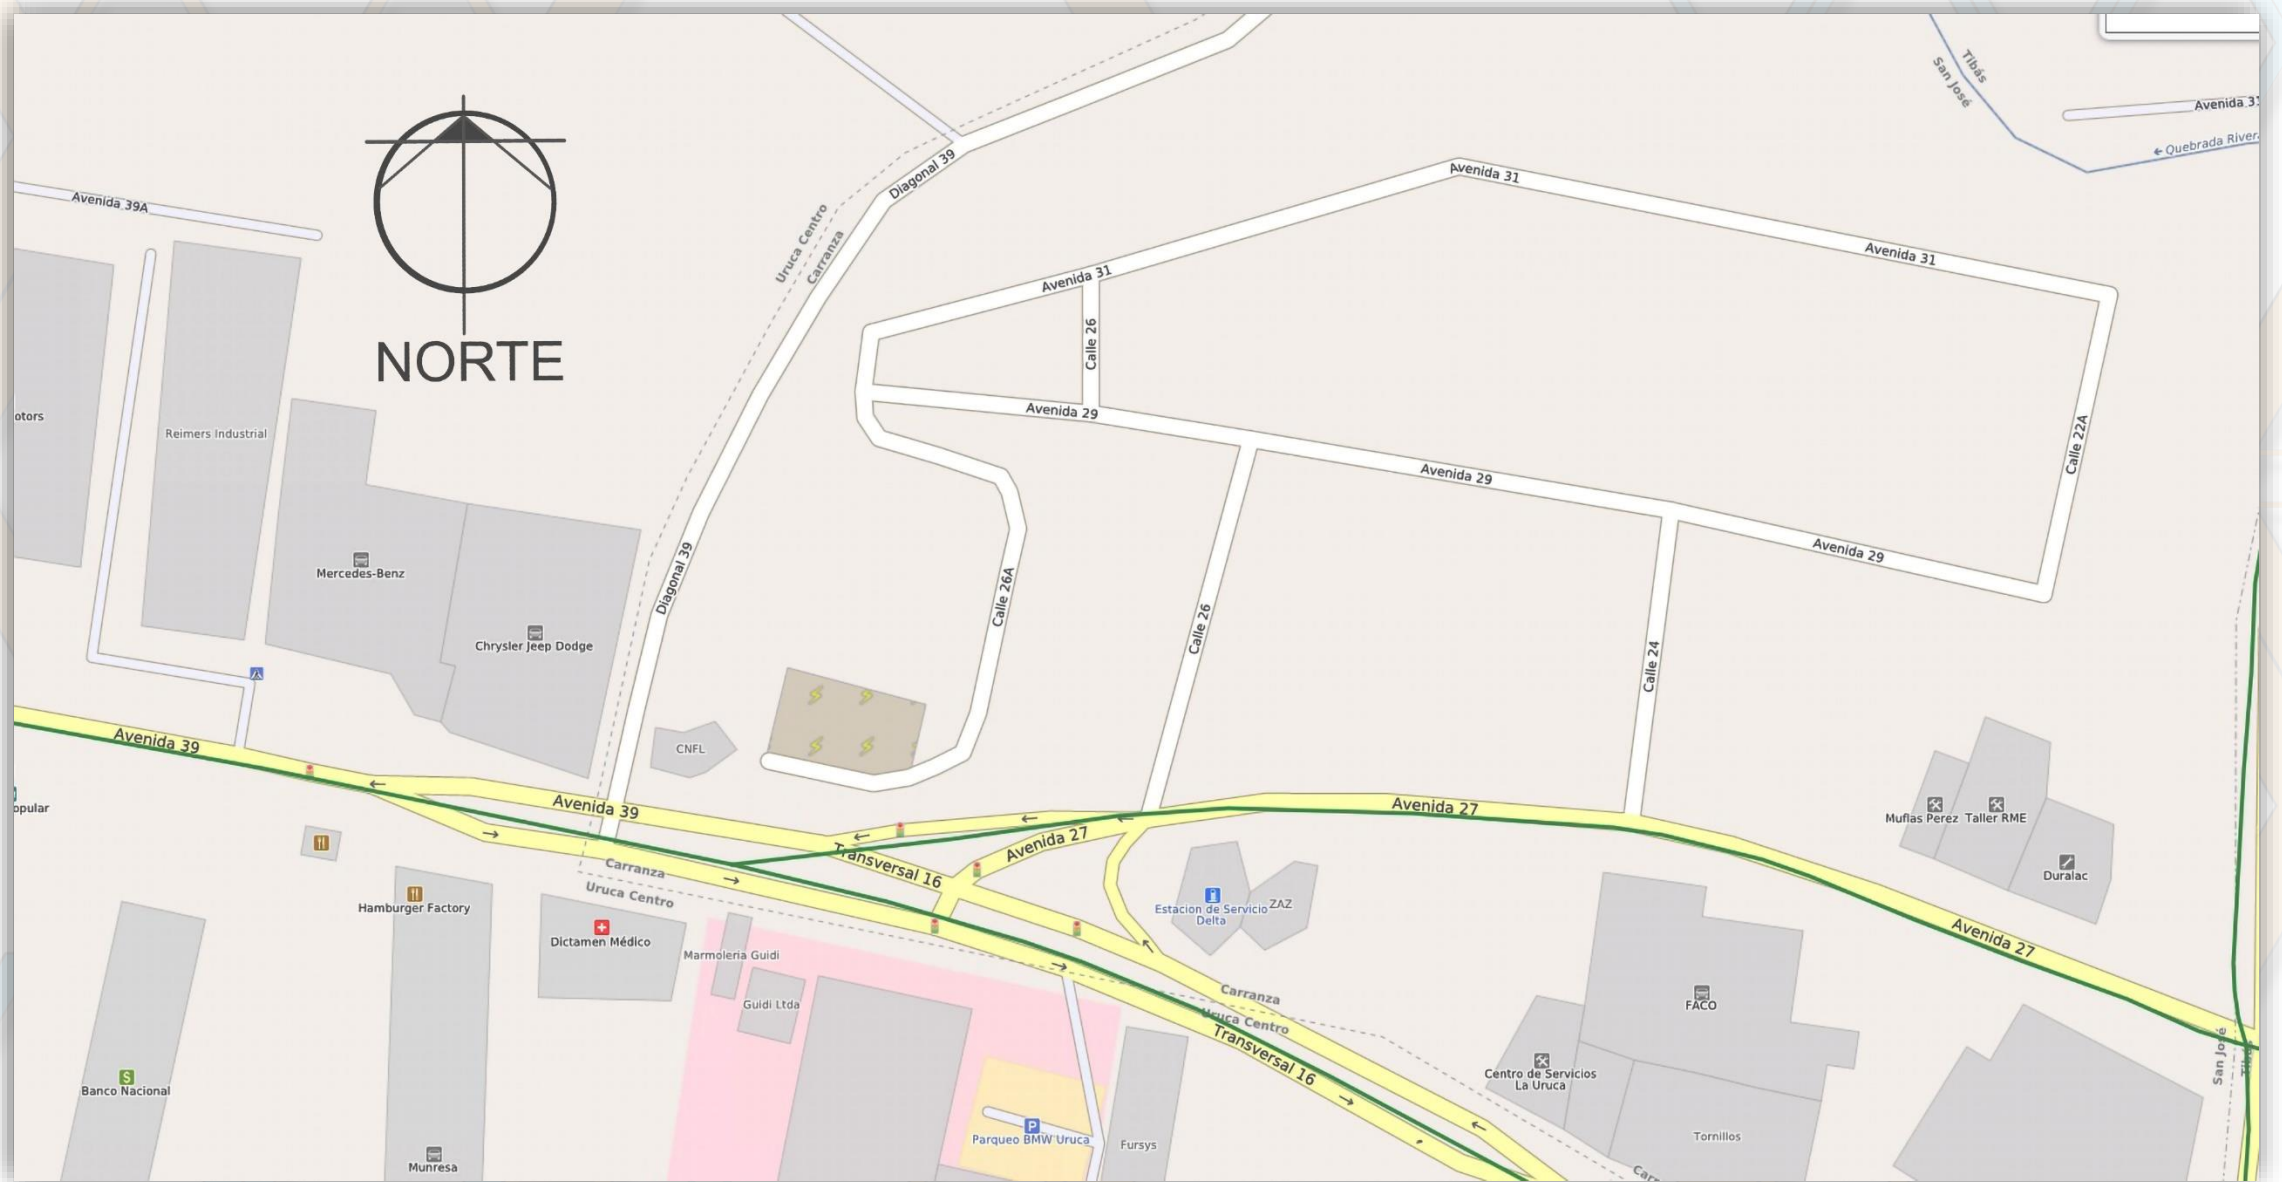 Tibás
San José
Avenida 31
← Quebrada River
Diagonal 39
Avenida 31
Avenida 39A
Uruca Centro
Carranza
Avenida 31
Avenida 31
NORTE
Calle 26
Avenida 29
otors
Reimers Industrial
Calle 22A
Avenida 29
Avenida 29
Mercedes-Benz
Diagonal 39
Calle 26A
Calle 26
Chrysler Jeep Dodge
Calle 24
CNFL
Avenida 39
Avenida 39
Avenida 27
opular
Muflas Perez
Taller RME
Avenida 27
Transversal 16
Carranza
Uruca Centro
Duralac
Hamburger Factory
Estacion de Servicio
Delta
ZAZ
Dictamen Médico
Avenida 27
Marmoleria Guidi
Guidi Ltda
Carranza
Uruca Centro
FACO
Transversal 16
San José
Tibás
Centro de Servicios
La Uruca
S
Banco Nacional
P
Parqueo BMW Uruca
Fursys
Tornillos
Munresa
Carr